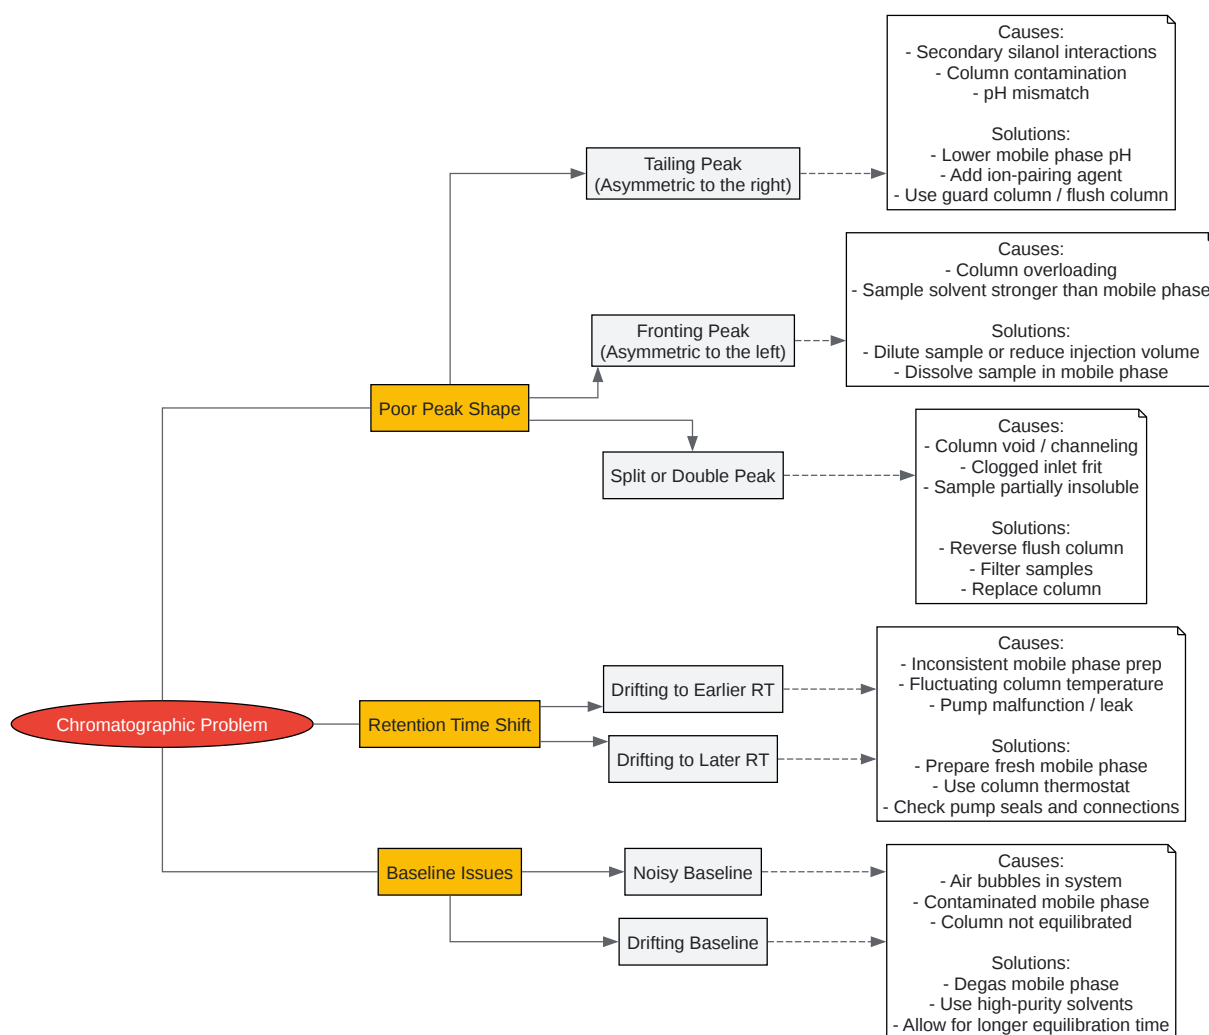 Causes:
- Secondary silanol interactions
- Column contamination
- pH mismatch
Solutions:
- Lower mobile phase pH
- Add ion-pairing agent
- Use guard column / flush column
Tailing Peak
(Asymmetric to the right)
Causes:
- Column overloading
- Sample solvent stronger than mobile phase
Solutions:
- Dilute sample or reduce injection volume
- Dissolve sample in mobile phase
Fronting Peak
(Asymmetric to the left)
Poor Peak Shape
Causes:
- Column void / channeling
- Clogged inlet frit
- Sample partially insoluble
Solutions:
- Reverse flush column
- Filter samples
- Replace column
Split or Double Peak
Causes:
- Inconsistent mobile phase prep
- Fluctuating column temperature
- Pump malfunction / leak
Solutions:
- Prepare fresh mobile phase
- Use column thermostat
- Check pump seals and connections
Drifting to Earlier RT
Chromatographic Problem
Retention Time Shift
Drifting to Later RT
Causes:
- Air bubbles in system
- Contaminated mobile phase
- Column not equilibrated
Solutions:
- Degas mobile phase
- Use high-purity solvents
- Allow for longer equilibration time
Baseline Issues
Noisy Baseline
Drifting Baseline